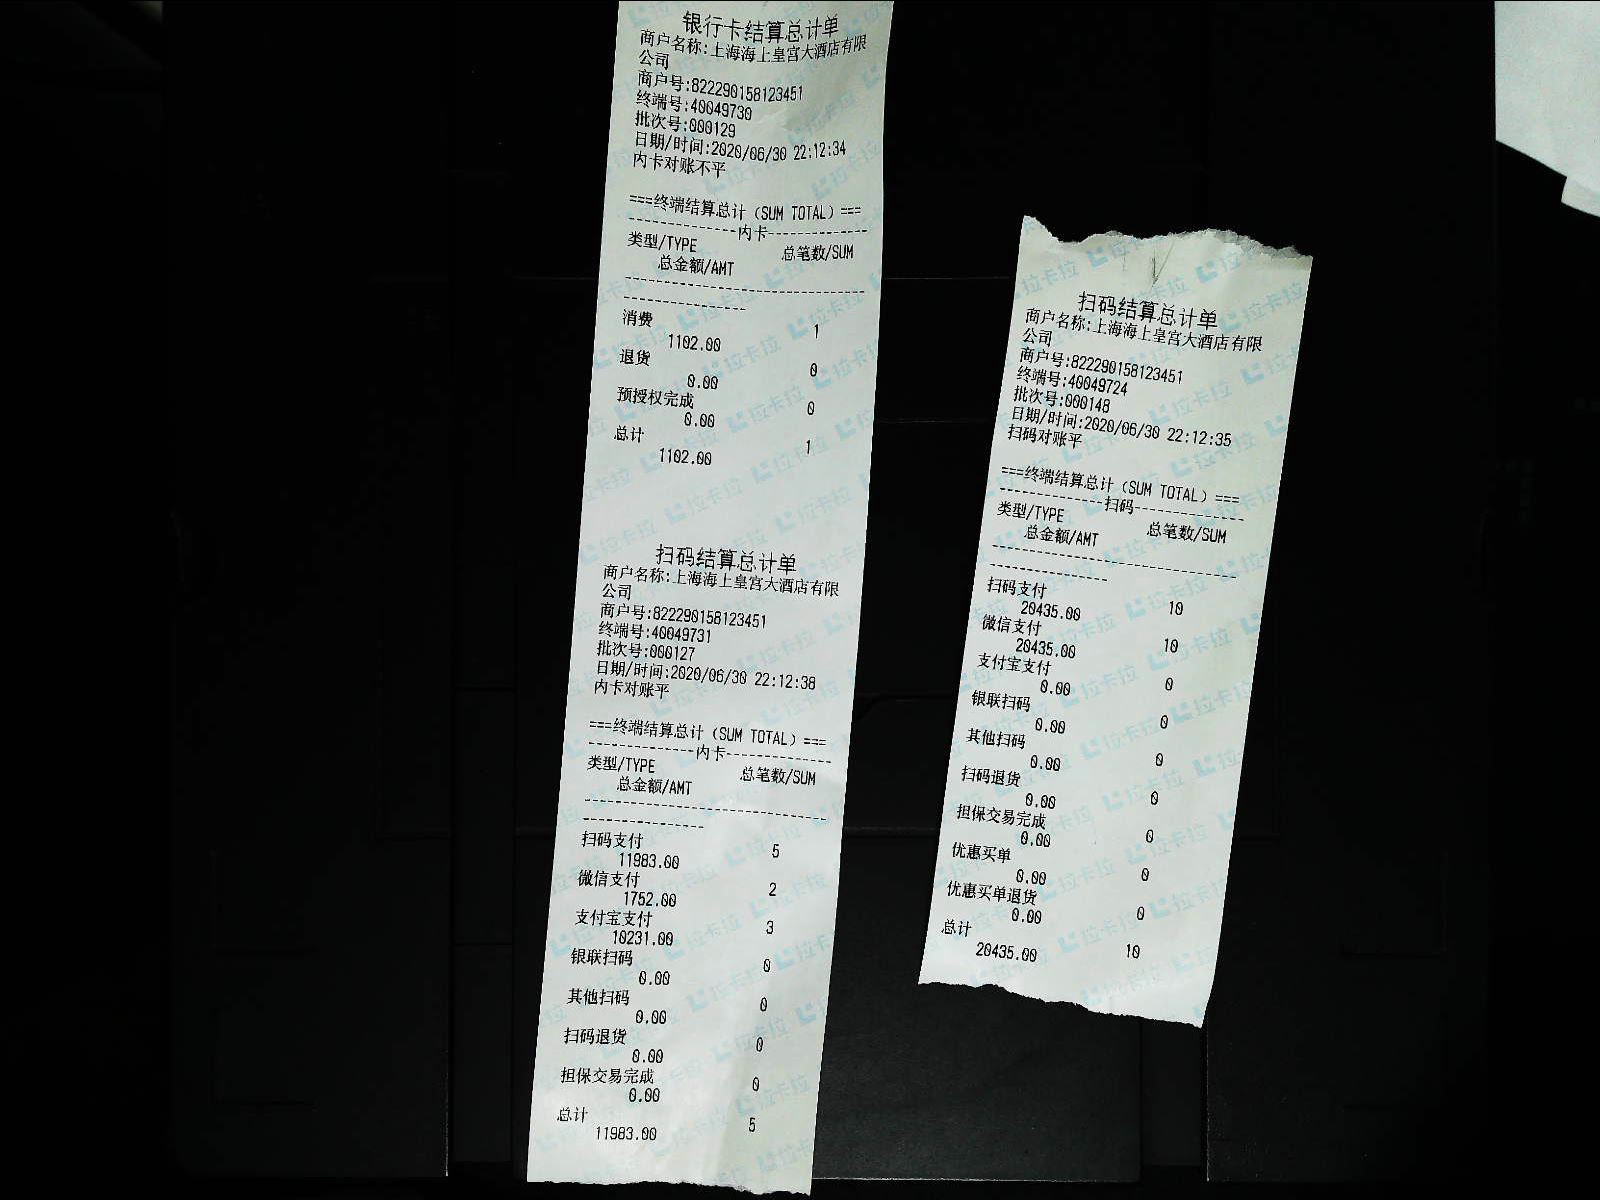 银行卡结算总计单
商户名称:上海海上皇宫大酒店有限
公司
商户号:822290158123451
终端号:40049730
批次号:000129
日期/时间:2020/06/30 22:12:34
内卡对账不平
===终端结算总计（SUM TOTAL）===
------------内卡------------
类型/TYPE 总笔数/SUM
总金额/AMT
消费 1
1102.00
退货 0
0.00
预授权完成 0
0.00
总计 1
1102.00
扫码结算总计单
商户名称:上海海上皇宫大酒店有限
公司
商户号:822290158123451
终端号:40049731
批次号:000127
日期/时间:2020/06/30 22:12:38
内卡对账平
===终端结算总计（SUM TOTAL）===
------------内卡------------
类型/TYPE 总笔数/SUM
总金额/AMT
扫码支付 5
11983.00
微信支付 2
1752.00
支付宝支付 3
10231.00
银联扫码 0
0.00
其他扫码 0
0.00
扫码退货 0
0.00
担保交易完成 0
0.00
总计 5
11983.00
扫码结算总计单
商户名称:上海海上皇宫大酒店有限
公司
商户号:822290158123451
终端号:40049724
批次号:000148
日期/时间:2020/06/30 22:12:35
扫码对账平
===终端结算总计（SUM TOTAL）===
------------扫码------------
类型/TYPE 总笔数/SUM
总金额/AMT
扫码支付 10
20435.00
微信支付 10
20435.00
支付宝支付 0
0.00
银联扫码 0
0.00
其他扫码 0
0.00
扫码退货 0
0.00
担保交易完成 0
0.00
优惠买单 0
0.00
优惠买单退货 0
0.00
总计 10
20435.00
拉卡拉